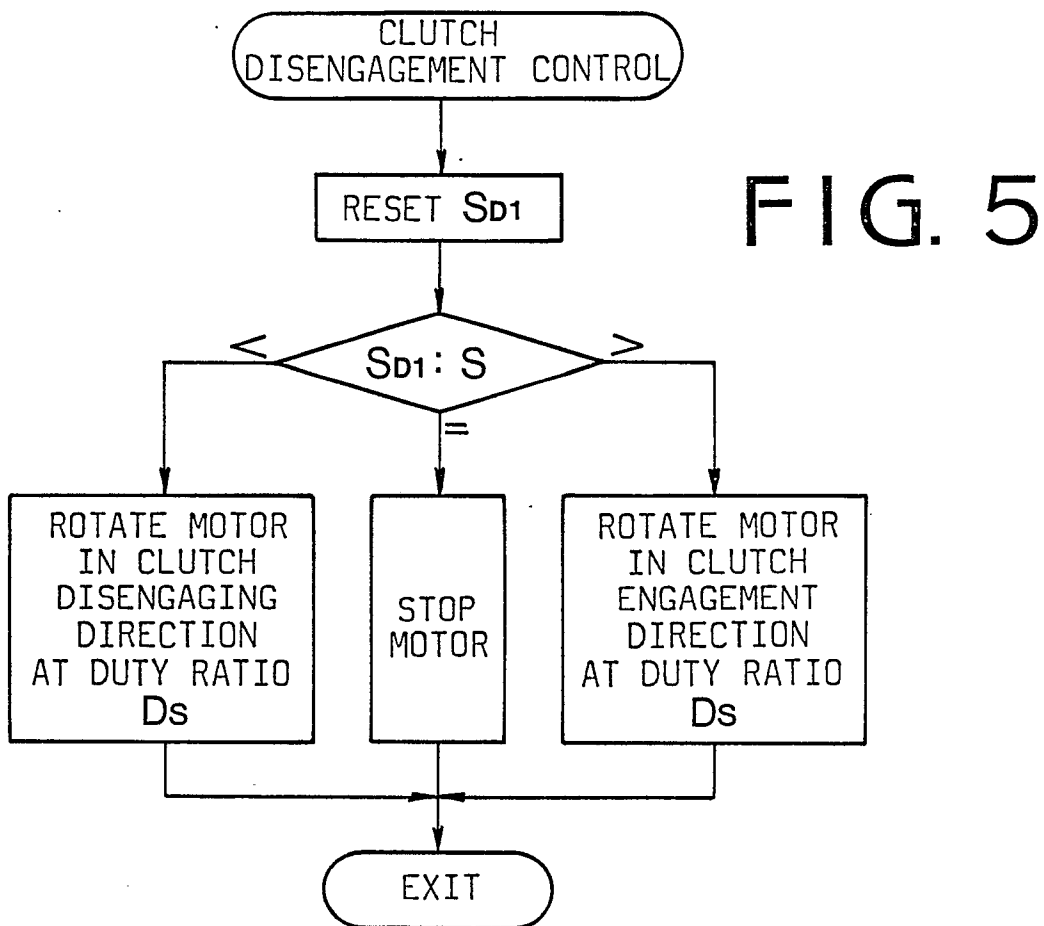 CLUTCH
DISENGAGEMENT CONTROL
RESET SD1
FIG. 5
< >
SD1 : S
=
ROTATE MOTOR
IN CLUTCH
DISENGAGING
DIRECTION
AT DUTY RATIO
Ds
STOP
MOTOR
ROTATE MOTOR
IN CLUTCH
ENGAGEMENT
DIRECTION
AT DUTY RATIO
Ds
EXIT